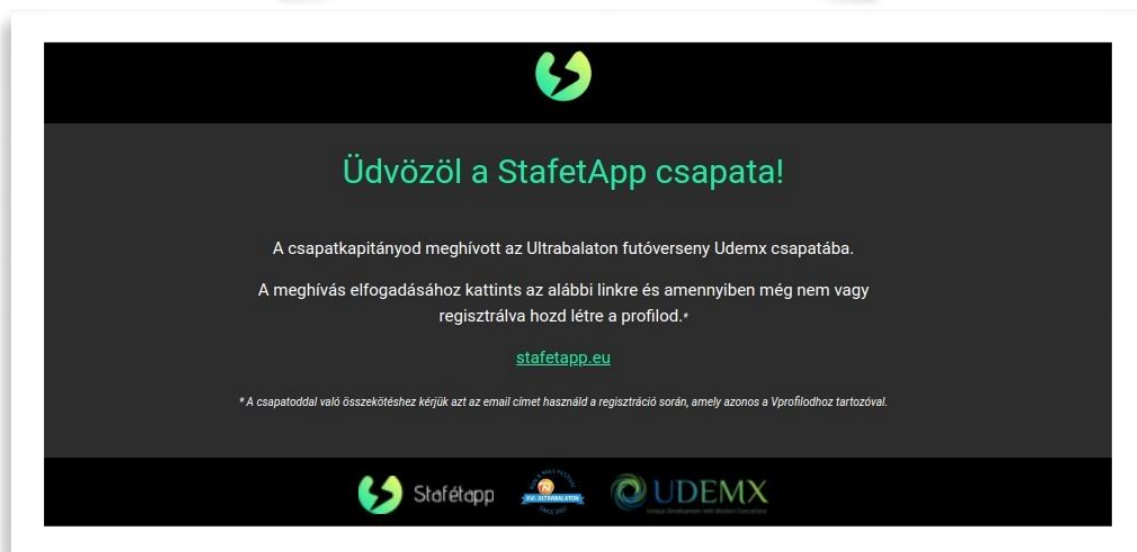 Üdvözöl a StafetApp csapata!
A csapatkapitányod meghívott az Ultrabalaton futóverseny Udemx csapatába.
A meghívás elfogadásához kattints az alábbi linkre és amennyiben még nem vagy
regisztrálva hozd létre a profilod.*
stafetapp.eu
* A csapatoddal való összekötéshez kérjük azt az email címet használd a regisztráció során, amely azonos a Vprofilodhoz tartozóval.
Stafétapp
UDEMX